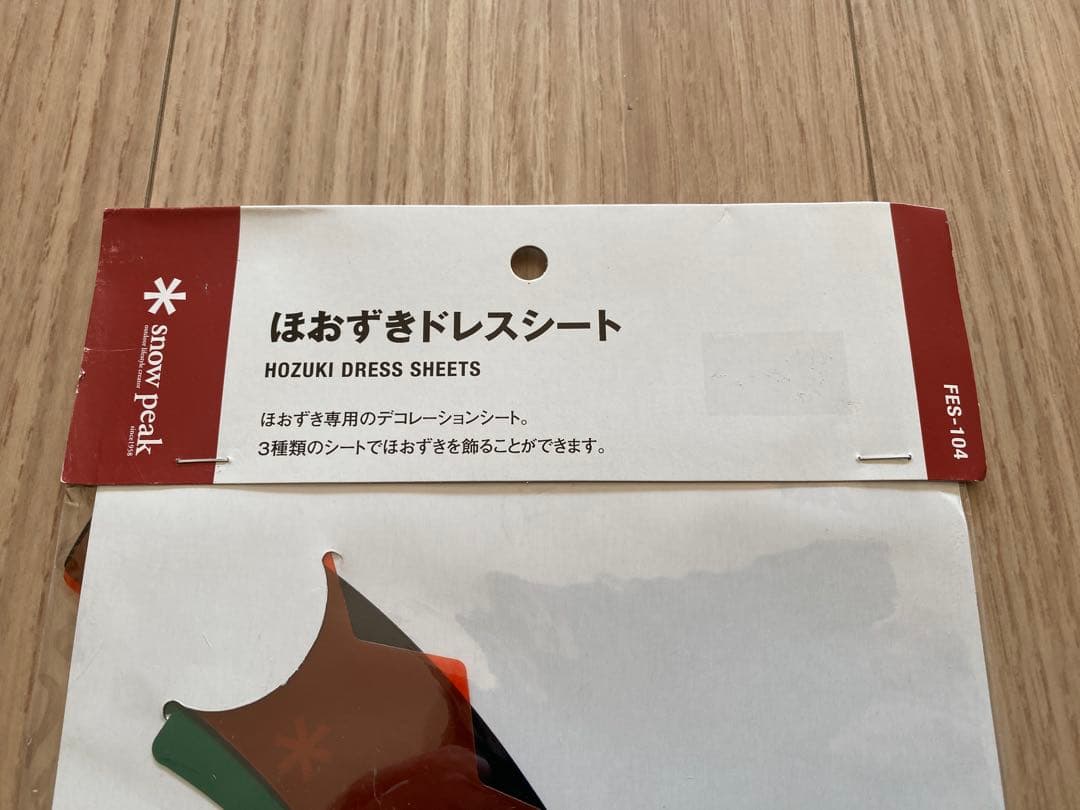 snow peak
outdoor lifestyle creator
since1958
ほおずきドレスシート
HOZUKI DRESS SHEETS
ほおずき専用のデコレーションシート。
3種類のシートでほおずきを飾ることができます。
FES-104